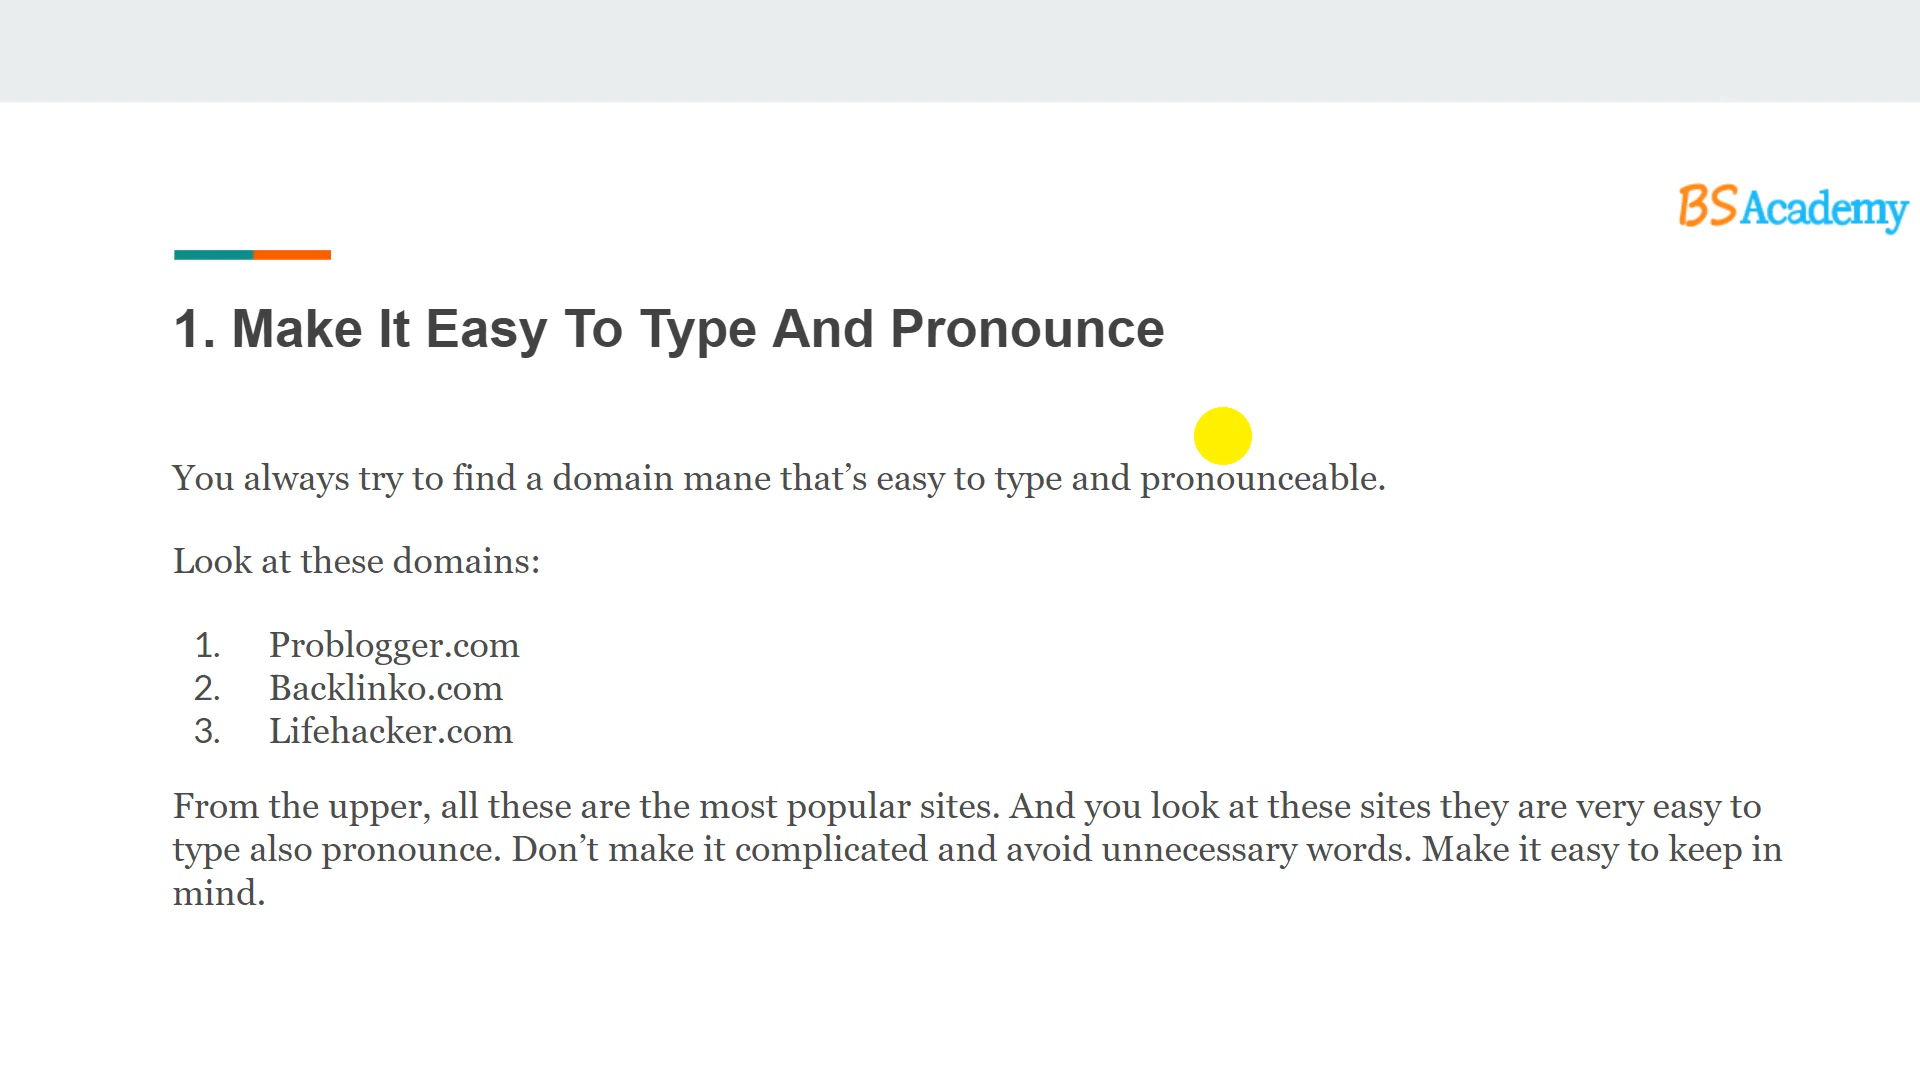 BSAcademy
1. Make It Easy To Type And Pronounce
You always try to find a domain mane that’s easy to type and pronounceable.
Look at these domains:
1. Problogger.com
2. Backlinko.com
3. Lifehacker.com
From the upper, all these are the most popular sites. And you look at these sites they are very easy to
type also pronounce. Don’t make it complicated and avoid unnecessary words. Make it easy to keep in
mind.